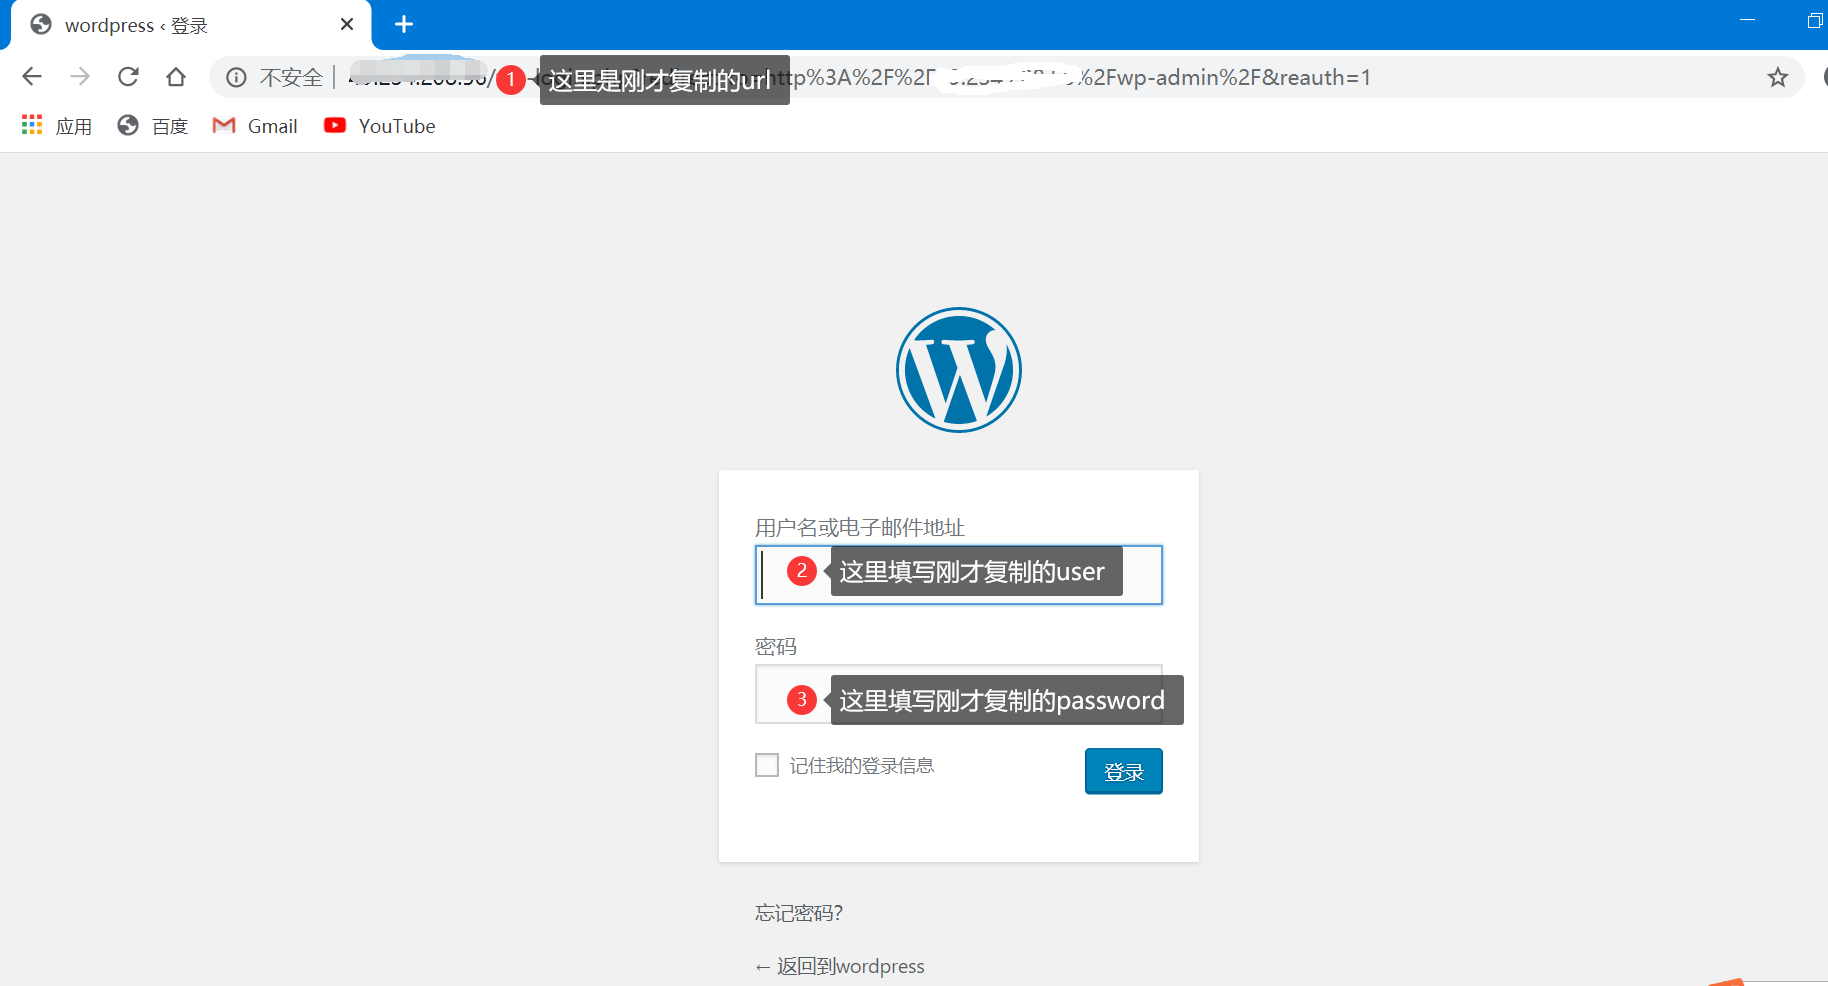 wordpress ‹ 登录
不安全
1 这里是刚才复制的url http%3A%2F%2F %2Fwp-admin%2F&reauth=1
应用 百度 Gmail YouTube
用户名或电子邮件地址
2 这里填写刚才复制的user
密码
3 这里填写刚才复制的password
记住我的登录信息 登录
忘记密码？
← 返回到wordpress